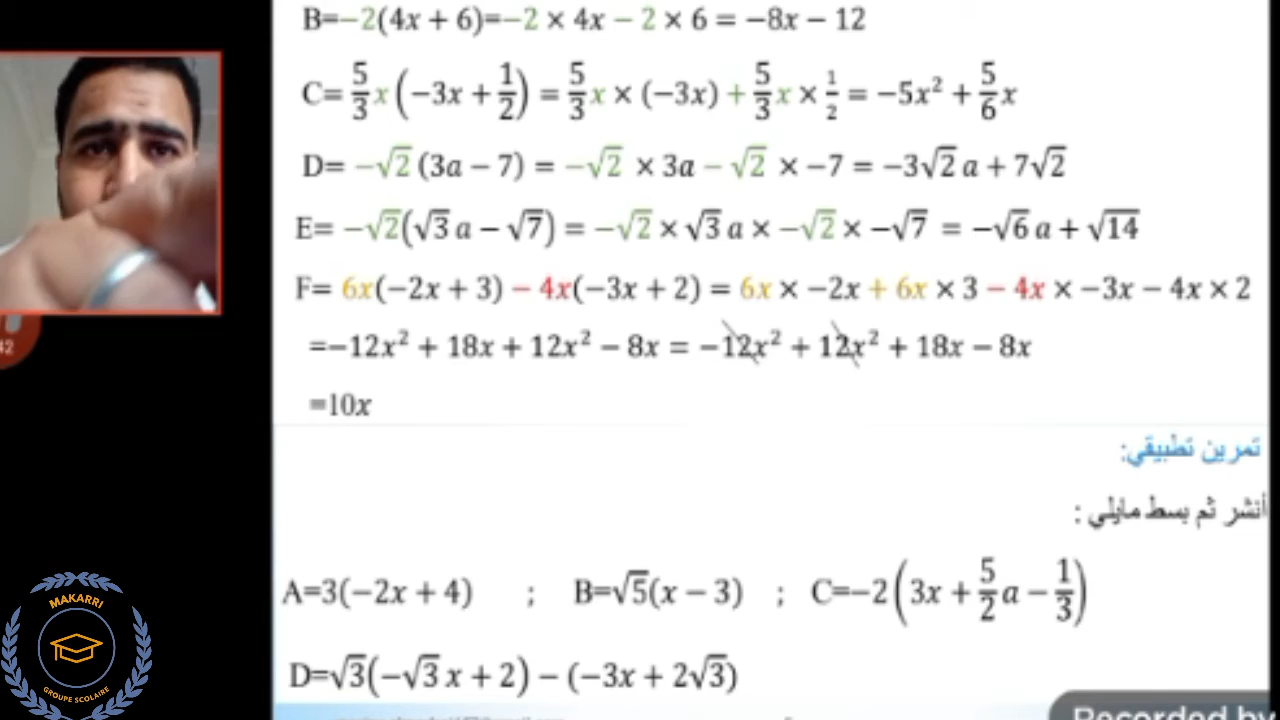 B=−2(4x + 6)=−2 × 4x − 2 × 6 = −8x − 12
C= 5/3 x (−3x + 1/2) = 5/3 x × (−3x) + 5/3 x × 1/2 = −5x² + 5/6 x
D= −√2 (3a − 7) = −√2 × 3a − √2 × −7 = −3√2 a + 7√2
E= −√2(√3 a − √7) = −√2 × √3 a × −√2 × −√7 = −√6 a + √14
F= 6x(−2x + 3) − 4x(−3x + 2) = 6x × −2x + 6x × 3 − 4x × −3x − 4x × 2
=−12x² + 18x + 12x² − 8x = −12x² + 12x² + 18x − 8x
=10x
42
تمرين تطبيقي:
أنشر ثم بسط مايلي :
A=3(−2x + 4) ; B=√5(x − 3) ; C=−2(3x + 5/2 a − 1/3)
D=√3(−√3 x + 2) − (−3x + 2√3)
MAKARRI
GROUPE SCOLAIRE
Recorded by